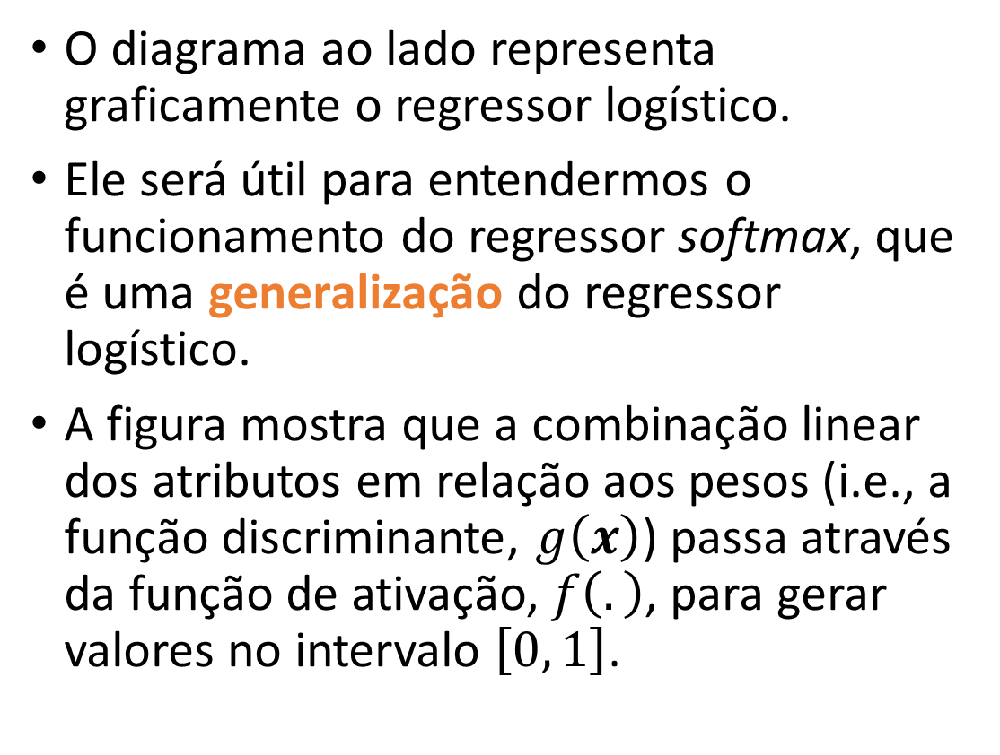 • O diagrama ao lado representa
graficamente o regressor logístico.
• Ele será útil para entendermos o
funcionamento do regressor softmax, que
é uma generalização do regressor
logístico.
• A figura mostra que a combinação linear
dos atributos em relação aos pesos (i.e., a
função discriminante, g(x)) passa através
da função de ativação, f(.), para gerar
valores no intervalo [0, 1].